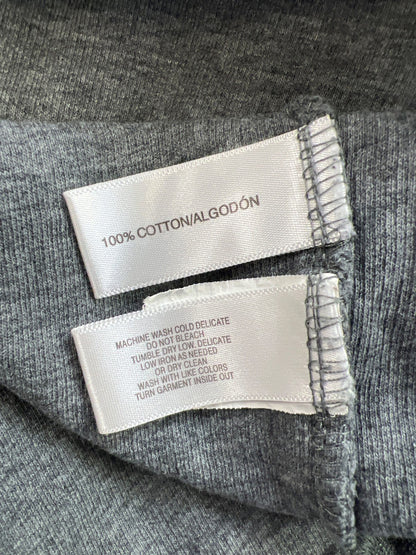 100% COTTON/ALGODÓN
MACHINE WASH COLD DELICATE
DO NOT BLEACH
TUMBLE DRY LOW. DELICATE
LOW IRON AS NEEDED
OR DRY CLEAN
WASH WITH LIKE COLORS
TURN GARMENT INSIDE OUT